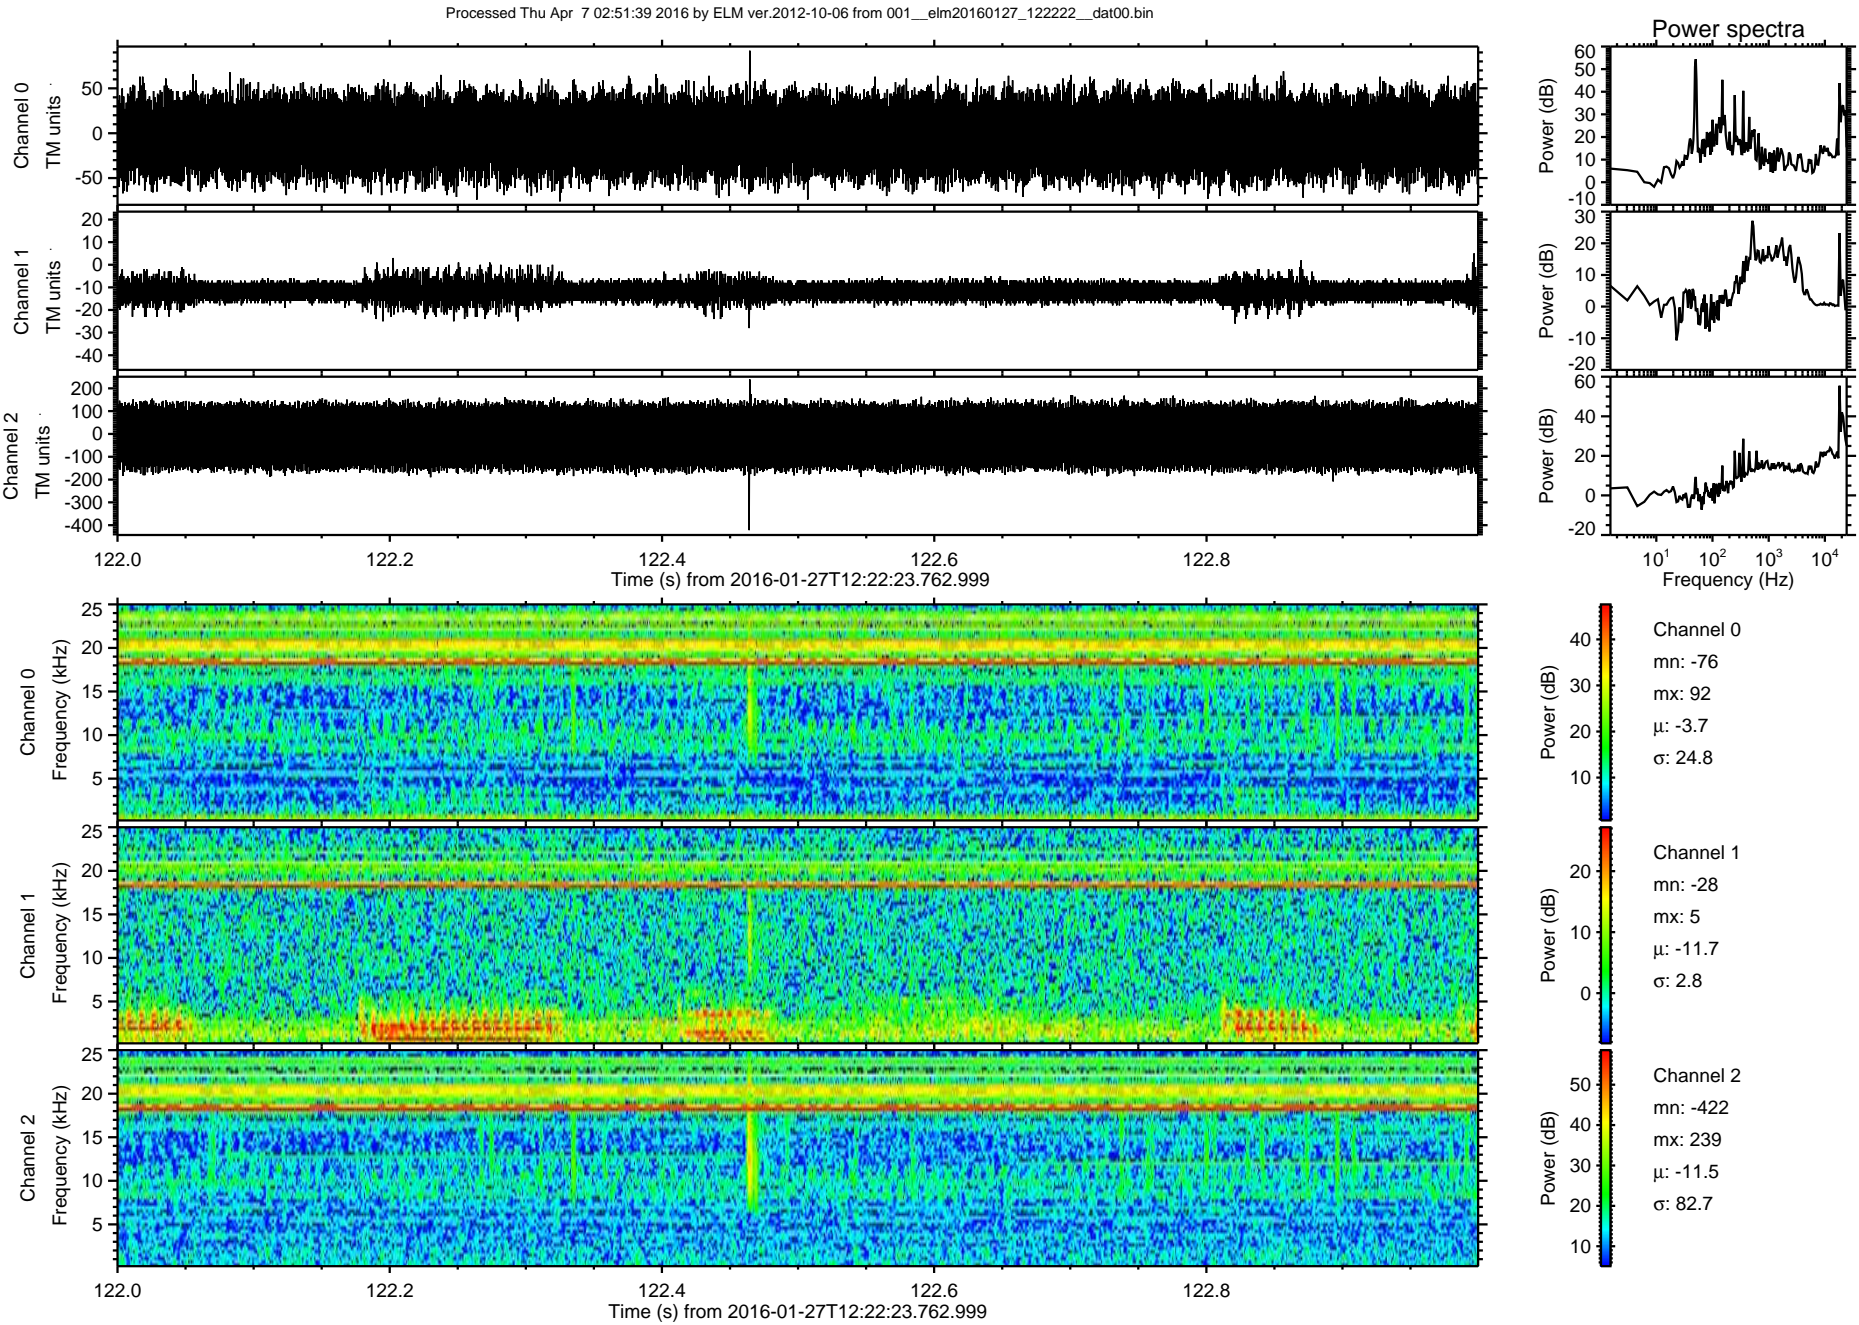 Processed Thu Apr  7 02:51:39 2016 by ELM ver.2012-10-06 from 001__elm20160127_122222__dat00.bin
Power spectra
Channel 0
TM units
50
0
-50
Power (dB)
60
50
40
30
20
10
0
-10
Channel 1
TM units
20
10
0
-10
-20
-30
-40
Power (dB)
30
20
10
0
-10
-20
Channel 2
TM units
200
100
0
-100
-200
-300
-400
Power (dB)
60
40
20
0
-20
122.0 122.2 122.4 122.6 122.8
Time (s) from 2016-01-27T12:22:23.762.999
10¹ 10² 10³ 10⁴
Frequency (Hz)
Channel 0
Frequency (kHz)
25
20
15
10
5
Power (dB)
40
30
20
10
Channel 0
mn: -76
mx: 92
μ: -3.7
σ: 24.8
Channel 1
Frequency (kHz)
25
20
15
10
5
Power (dB)
20
10
0
Channel 1
mn: -28
mx: 5
μ: -11.7
σ: 2.8
Channel 2
Frequency (kHz)
25
20
15
10
5
Power (dB)
50
40
30
20
10
Channel 2
mn: -422
mx: 239
μ: -11.5
σ: 82.7
122.0 122.2 122.4 122.6 122.8
Time (s) from 2016-01-27T12:22:23.762.999